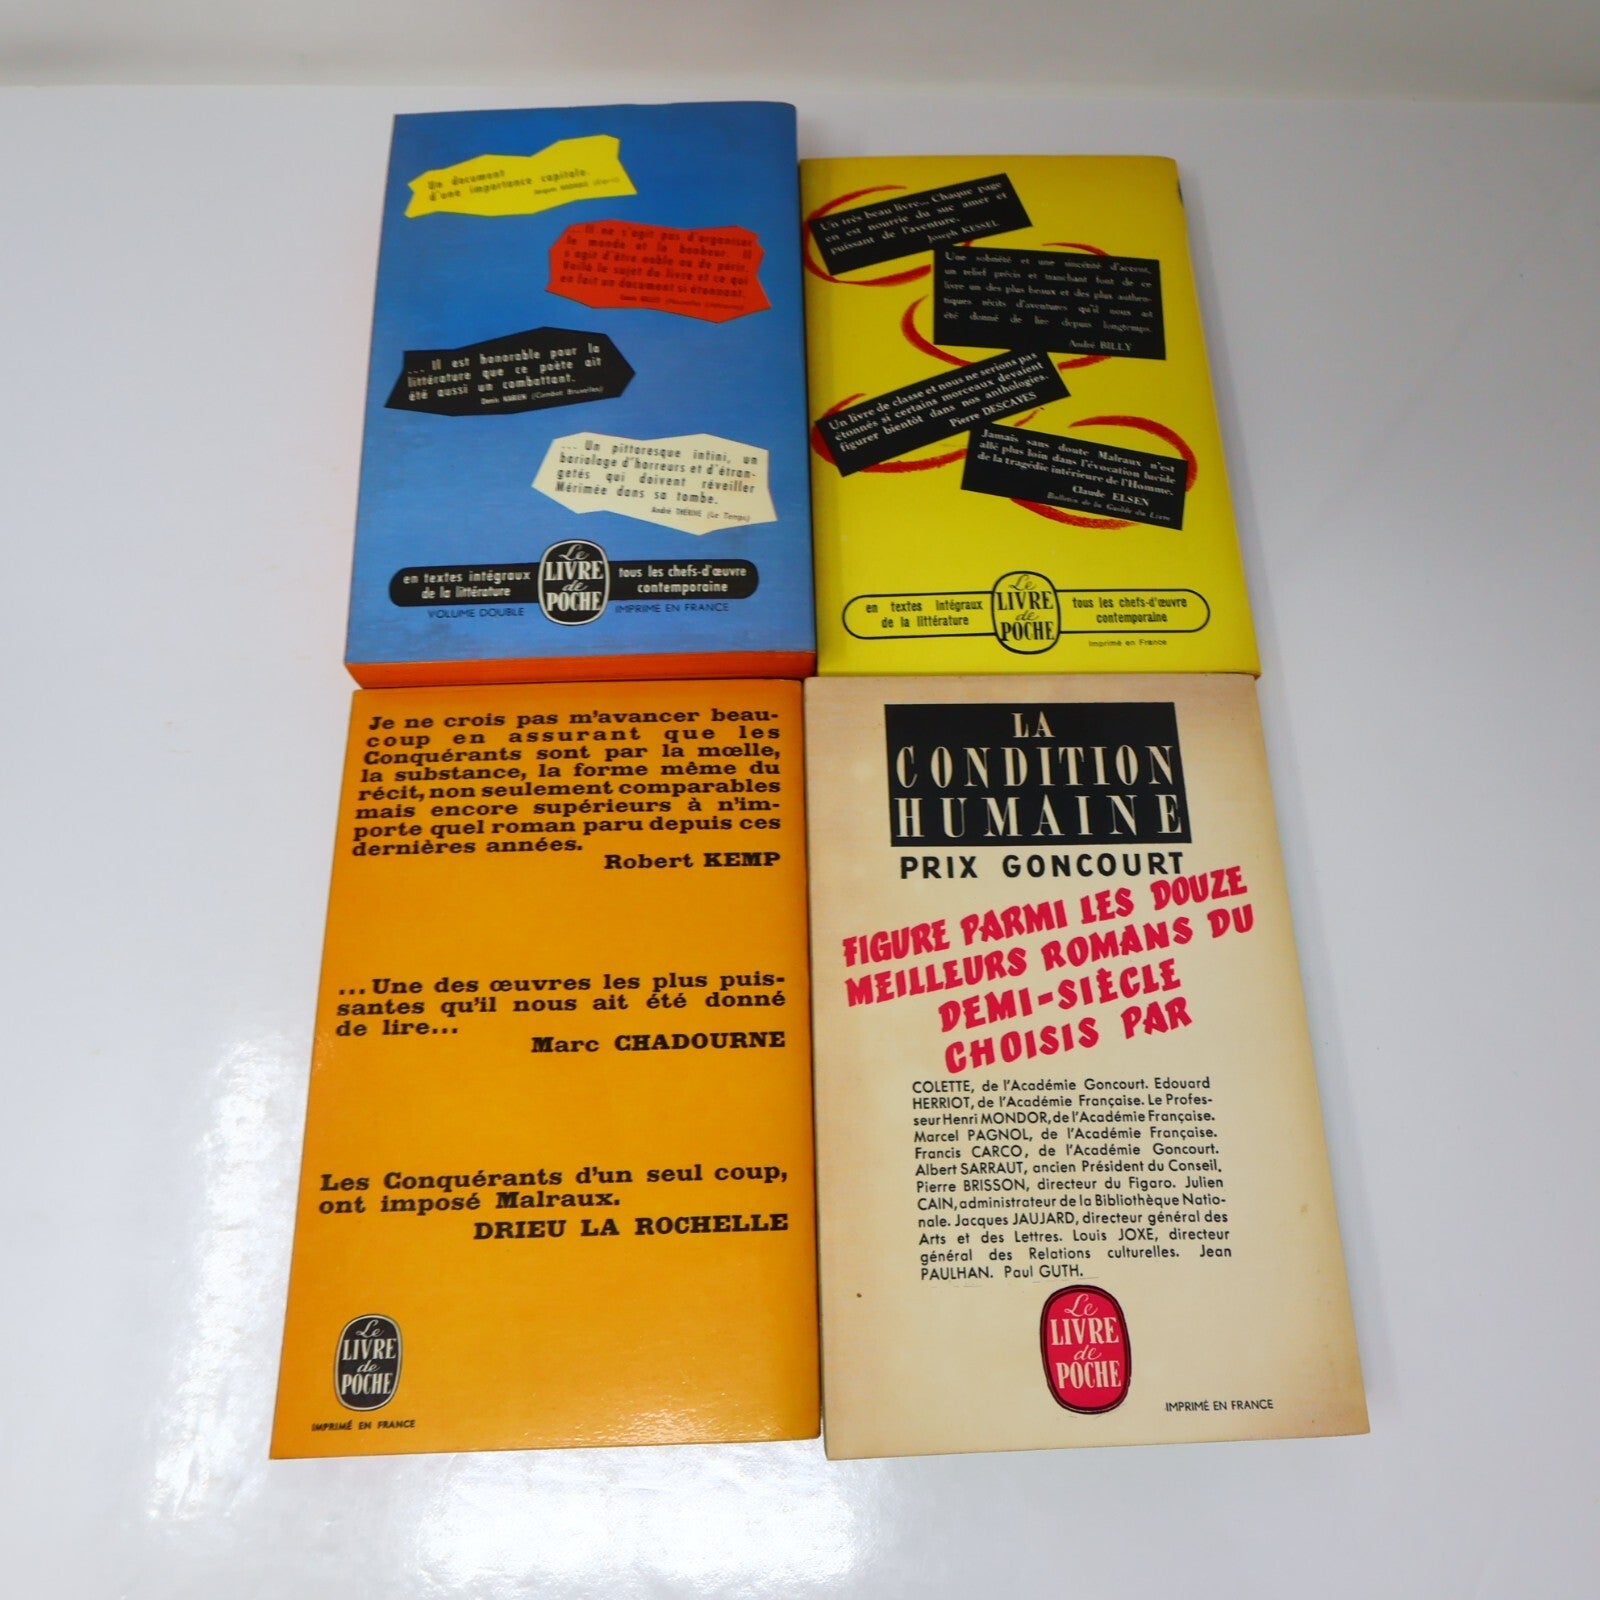 Un document
d'une importance capitale.
... Il ne s'agit pas d'organiser
le monde et le bonheur. Il
s'agit d'être noble ou de périr.
Voilà le sujet du livre et ce qui
en fait un document si étonnant.
... Il est honorable pour la
littérature que ce poète ait
été aussi un combattant.
Denis MARION (Combat Bruxelles)
... Un pittoresque infini, un
bariolage d'horreurs et d'étran-
getés qui doivent réveiller
Mérimée dans sa tombe.
André THÉRIVE (Le Temps)
en textes intégraux
de la littérature
Le
LIVRE
de
POCHE
tous les chefs-d'œuvre
contemporaine
VOLUME DOUBLE
IMPRIMÉ EN FRANCE
Un très beau livre... Chaque page
en est nourrie du suc amer et
puissant de l'aventure.
Joseph KESSEL
Une sobriété et une sincérité d'accent,
un relief précis et tranchant font de ce
livre un des plus beaux et des plus authen-
tiques récits d'aventures qu'il nous ait
été donné de lire depuis longtemps.
André BILLY
Un livre de classe et nous ne serions pas
étonnés si certains morceaux devaient
figurer bientôt dans nos anthologies.
Pierre DESCAVES
Jamais sans doute Malraux n'est
allé plus loin dans l'évocation lucide
de la tragédie intérieure de l'Homme.
Claude ELSEN
Bulletin de la Guilde du Livre
en textes intégraux
de la littérature
Le
LIVRE
de
POCHE
tous les chefs-d'œuvre
contemporaine
Imprimé en France
Je ne crois pas m'avancer beau-
coup en assurant que les
Conquérants sont par la mœlle,
la substance, la forme même du
récit, non seulement comparables
mais encore supérieurs à n'im-
porte quel roman paru depuis ces
dernières années.
Robert KEMP
...Une des œuvres les plus puis-
santes qu'il nous ait été donné
de lire...
Marc CHADOURNE
Les Conquérants d'un seul coup,
ont imposé Malraux.
DRIEU LA ROCHELLE
Le
LIVRE
de
POCHE
IMPRIMÉ EN FRANCE
LA
CONDITION
HUMAINE
PRIX GONCOURT
FIGURE PARMI LES DOUZE
MEILLEURS ROMANS DU
DEMI-SIÈCLE
CHOISIS PAR
COLETTE, de l'Académie Goncourt. Edouard
HERRIOT, de l'Académie Française. Le Profes-
seur Henri MONDOR, de l'Académie Française.
Marcel PAGNOL, de l'Académie Française.
Francis CARCO, de l'Académie Goncourt.
Albert SARRAUT, ancien Président du Conseil.
Pierre BRISSON, directeur du Figaro. Julien
CAIN, administrateur de la Bibliothèque Natio-
nale. Jacques JAUJARD, directeur général des
Arts et des Lettres. Louis JOXE, directeur
général des Relations culturelles. Jean
PAULHAN. Paul GUTH.
Le
LIVRE
de
POCHE
IMPRIMÉ EN FRANCE